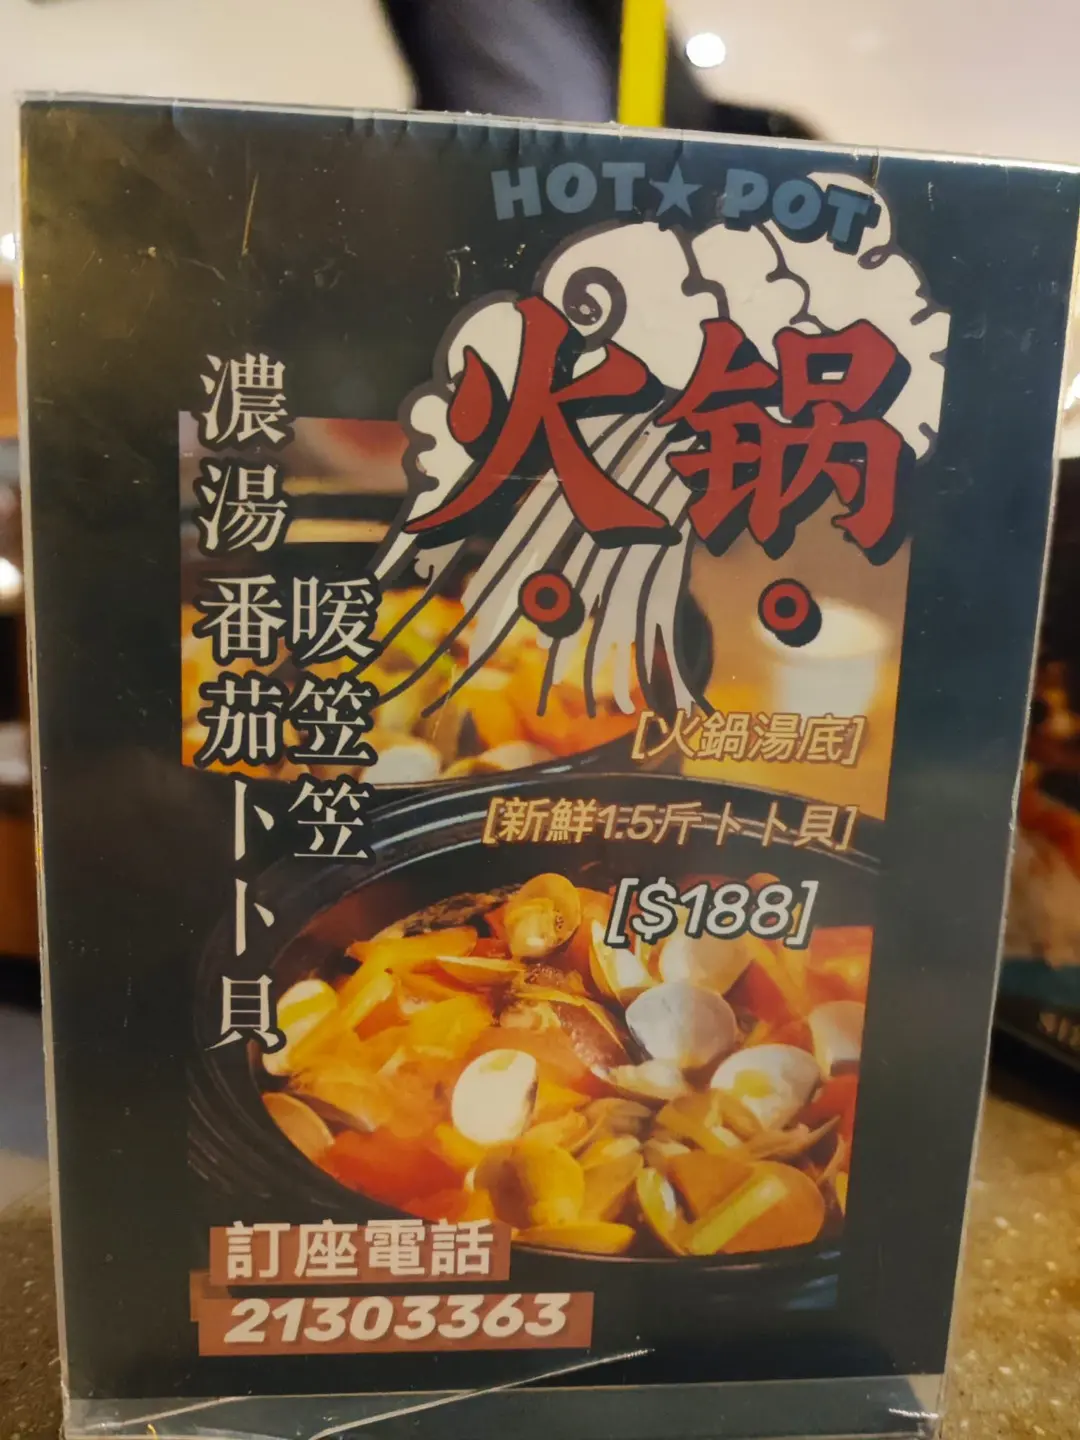 HOT★POT
火锅
暖笠笠
濃湯番茄卜卜貝
[火鍋湯底]
[新鮮1.5斤卜卜貝]
[$188]
訂座電話
21303363